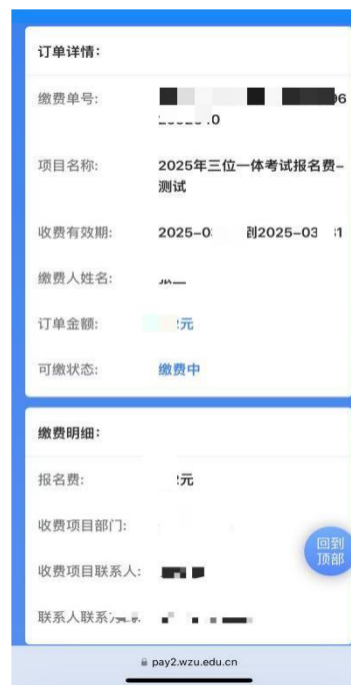 订单详情：
缴费单号：
项目名称：
2025年三位一体考试报名费-
测试
收费有效期：
缴费人姓名：
订单金额：
元
可缴状态：
缴费中
缴费明细：
报名费：
元
收费项目部门：
回到
顶部
收费项目联系人：
pay2.wzu.edu.cn